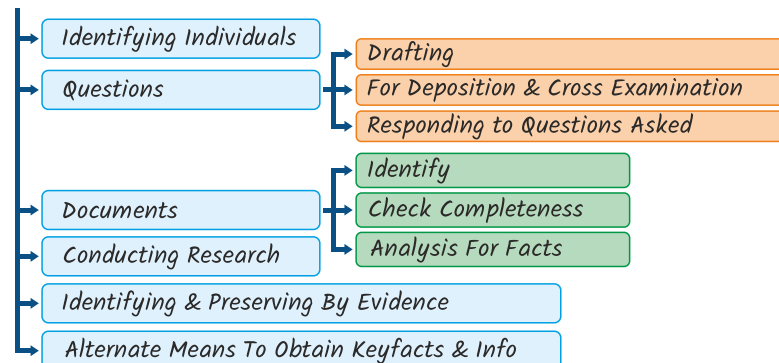 Identifying Individuals
Questions
Drafting
For Deposition & Cross Examination
Responding to Questions Asked
Documents
Identify
Check Completeness
Analysis For Facts
Conducting Research
Identifying & Preserving By Evidence
Alternate Means To Obtain Keyfacts & Info